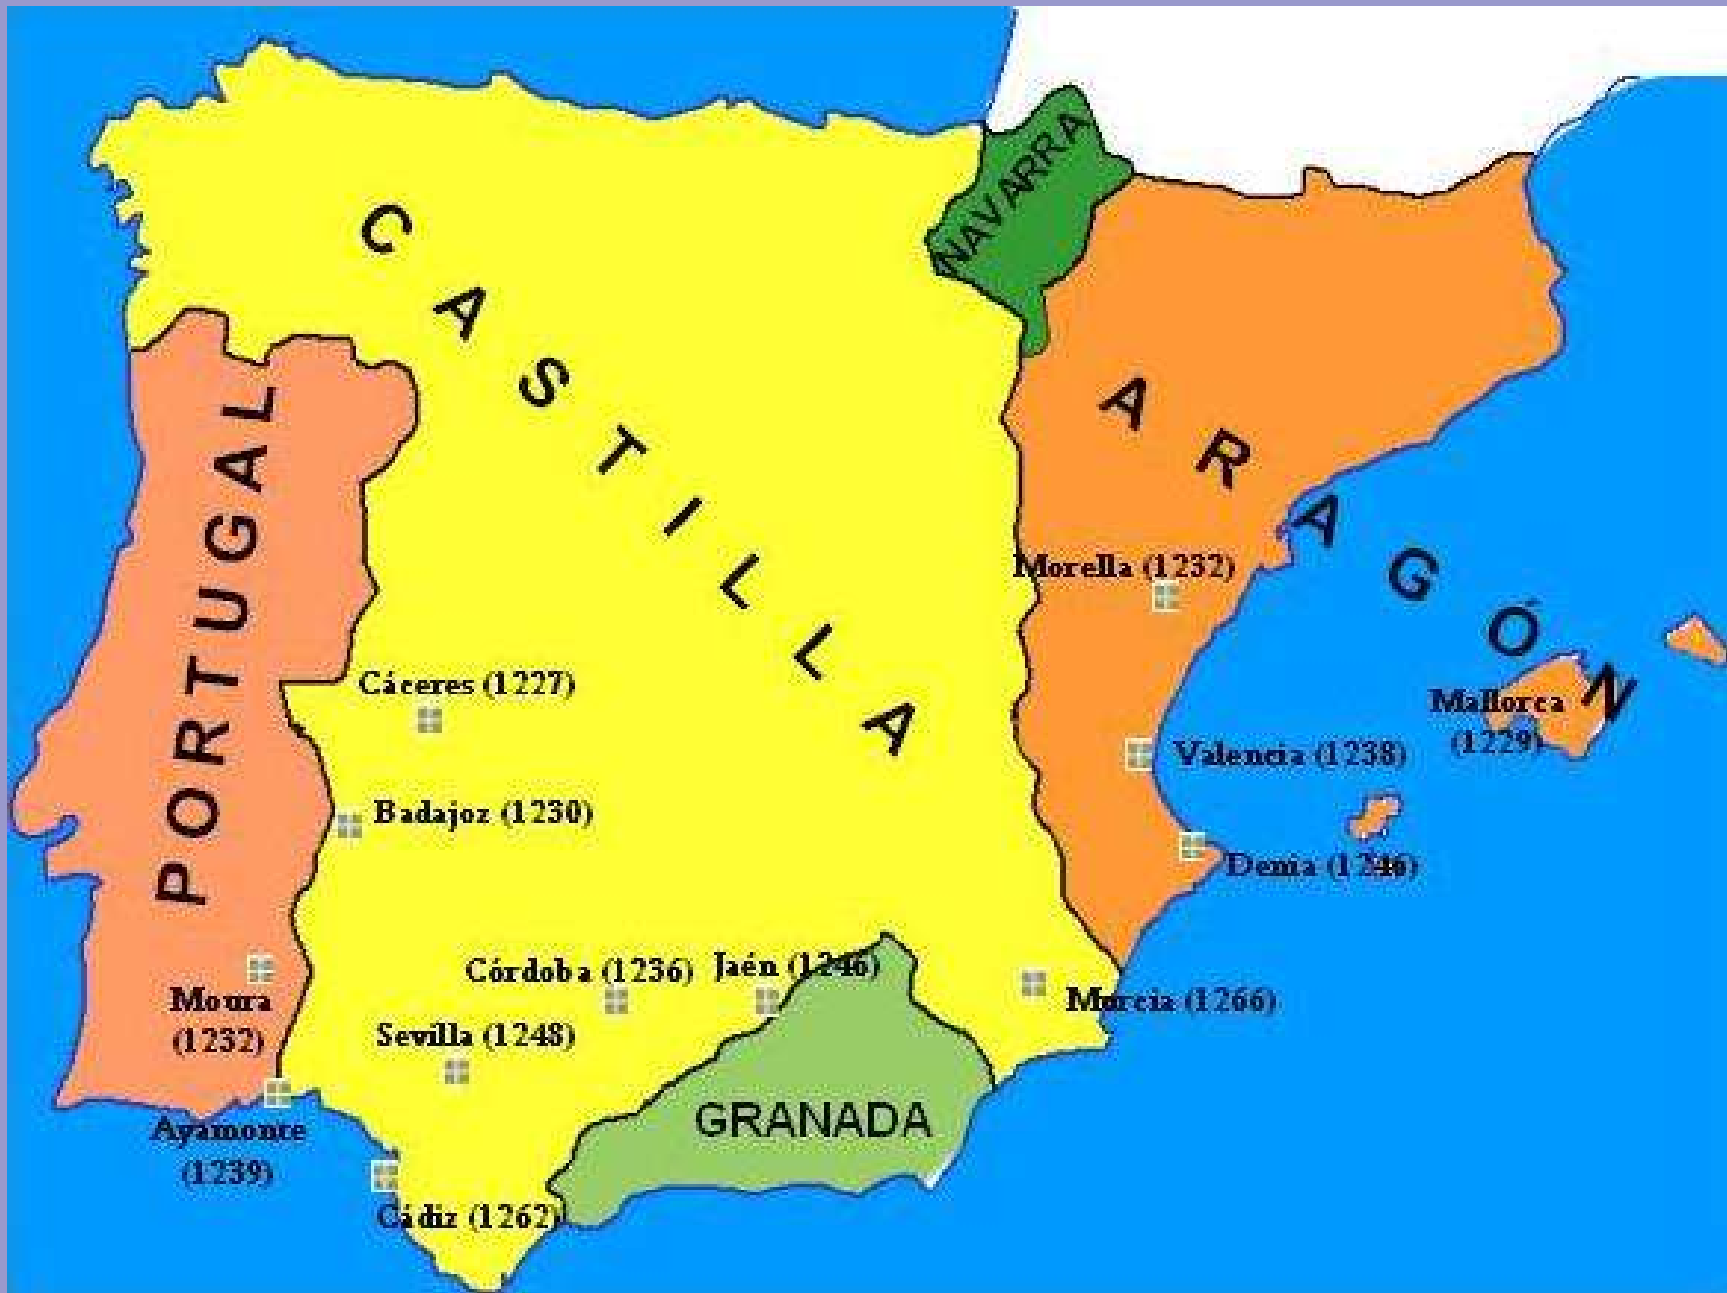 NAVARRA
CASTILLA
PORTUGAL
ARAGÓN
Morella (1232)
Cáceres (1227)
Mallorca
(1229)
Valencia (1238)
Badajoz (1230)
Denia (1246)
Córdoba (1236)
Jaén (1246)
Moura
(1232)
Murcia (1266)
Sevilla (1248)
GRANADA
Ayamonte
(1239)
Cádiz (1262)